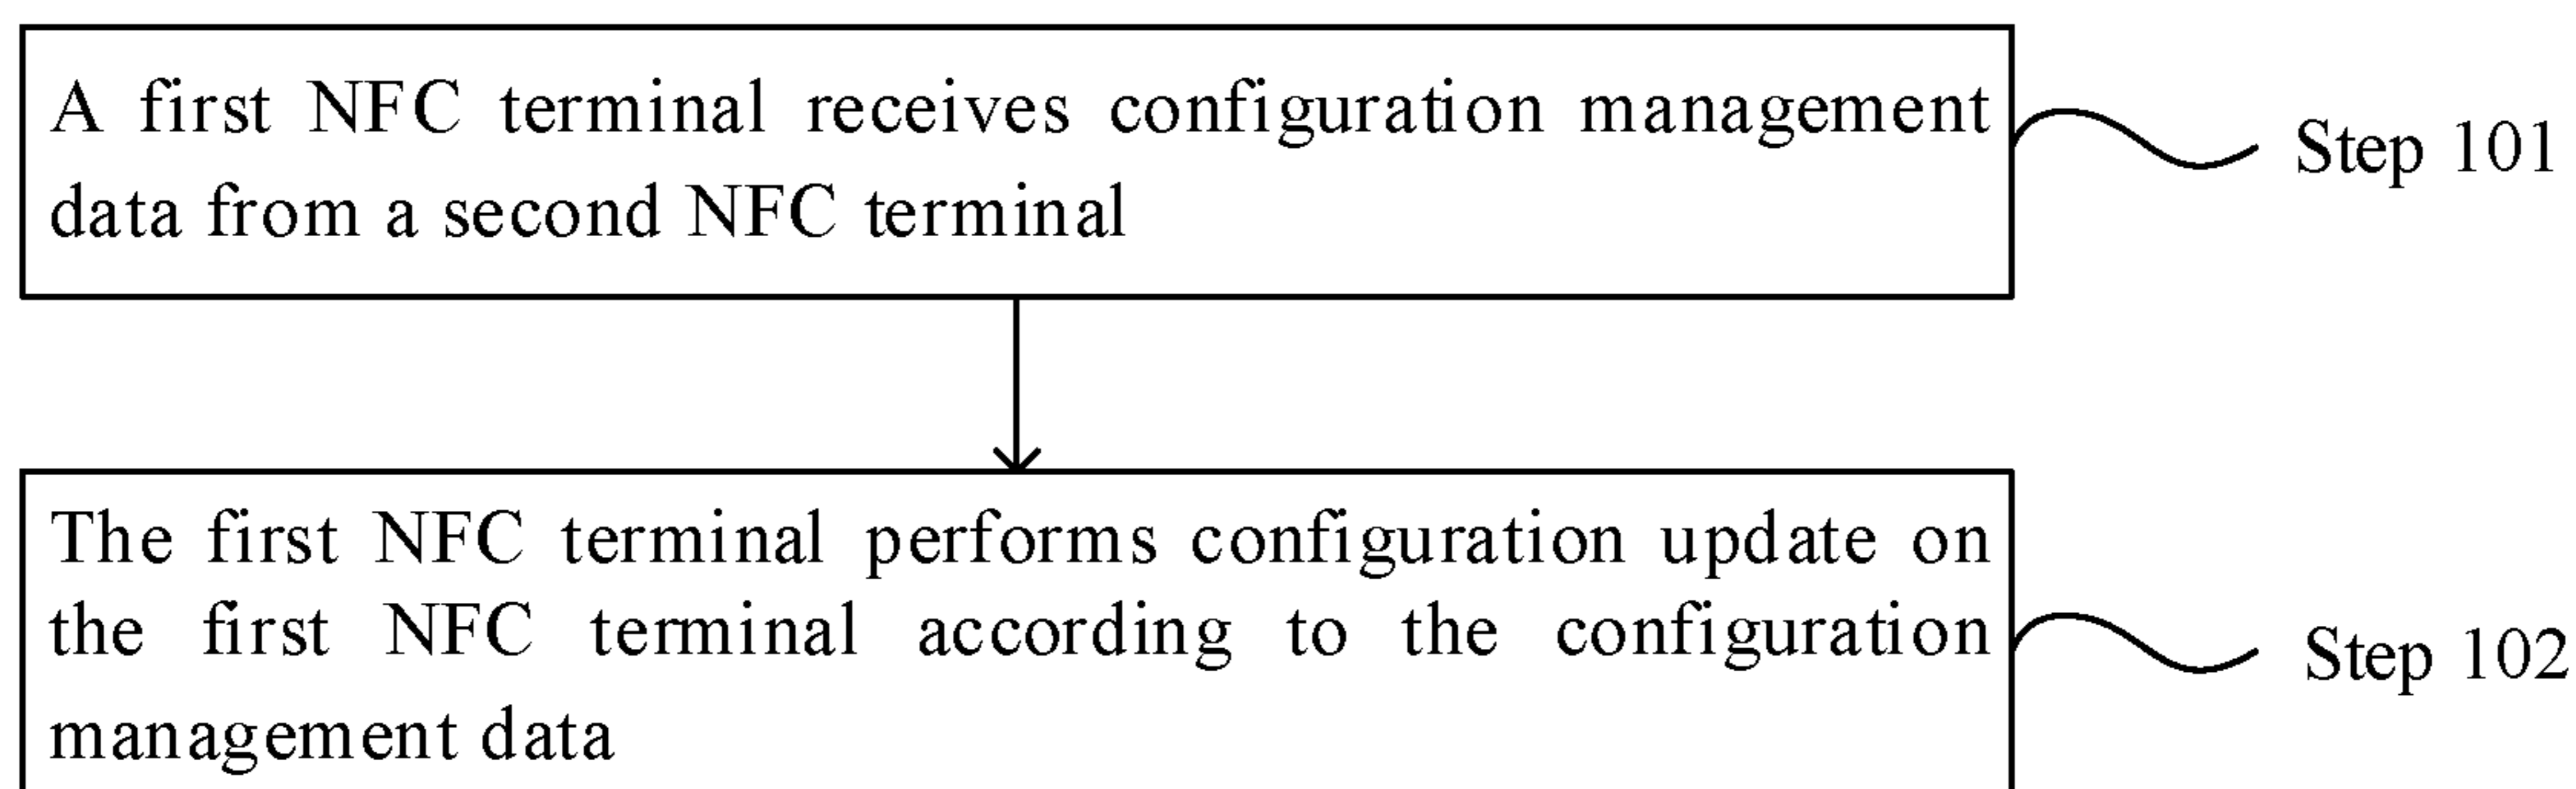 A first NFC terminal receives configuration management
data from a second NFC terminal
Step 101
The first NFC terminal performs configuration update on
the first NFC terminal according to the configuration
management data
Step 102